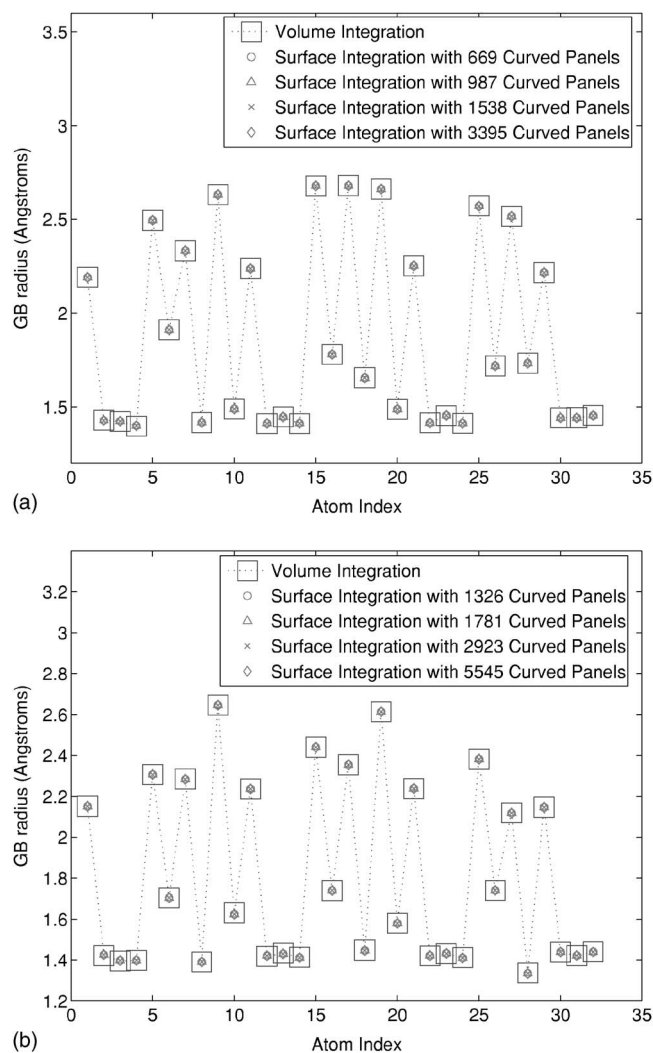 3.6
3.5
3
2.5
2
1.5
GB radius (Angstroms)
Volume Integration
Surface Integration with 669 Curved Panels
Surface Integration with 987 Curved Panels
Surface Integration with 1538 Curved Panels
Surface Integration with 3395 Curved Panels
0 5 10 15 20 25 30 35
Atom Index
(a)
3.2
3
2.8
2.6
2.4
2.2
2
1.8
1.6
1.4
1.2
GB radius (Angstroms)
Volume Integration
Surface Integration with 1326 Curved Panels
Surface Integration with 1781 Curved Panels
Surface Integration with 2923 Curved Panels
Surface Integration with 5545 Curved Panels
0 5 10 15 20 25 30 35
Atom Index
(b)